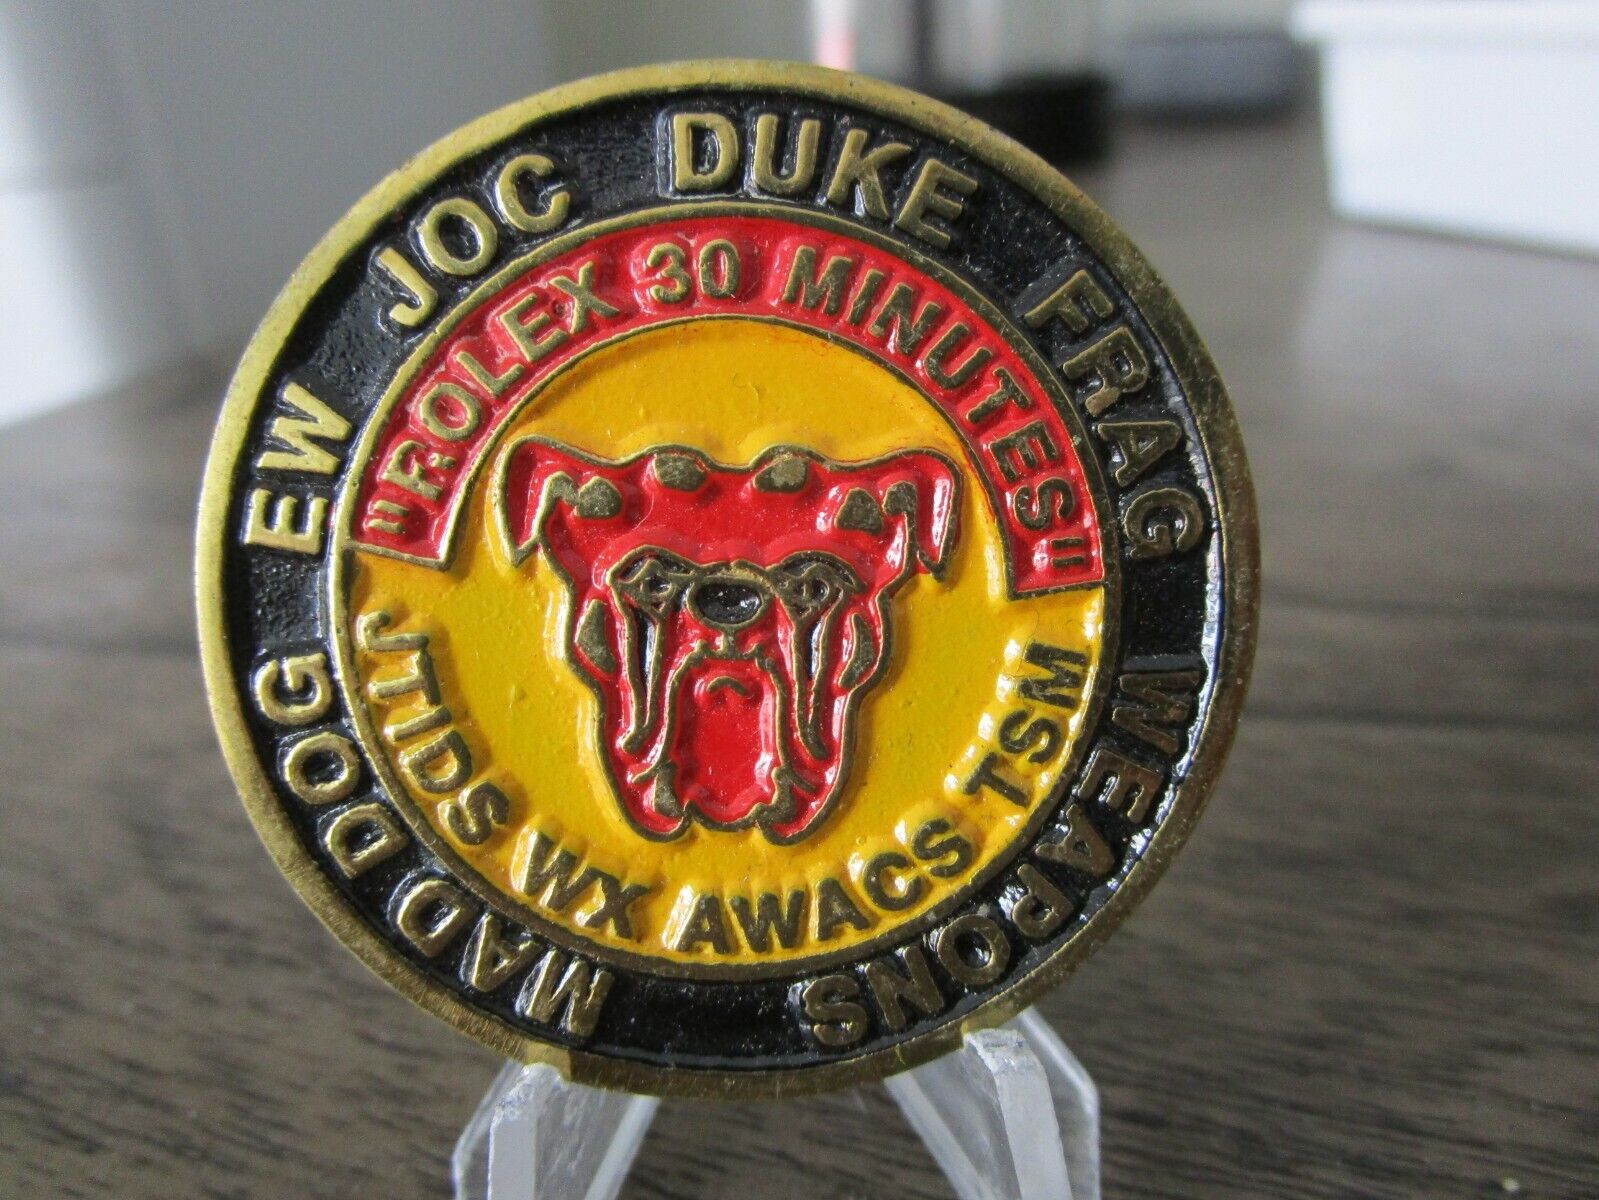 MAD DOG EW JOC DUKE FRAG WEAPONS
"ROLEX 30 MINUTES"
JTIDS WX AWACS TSM